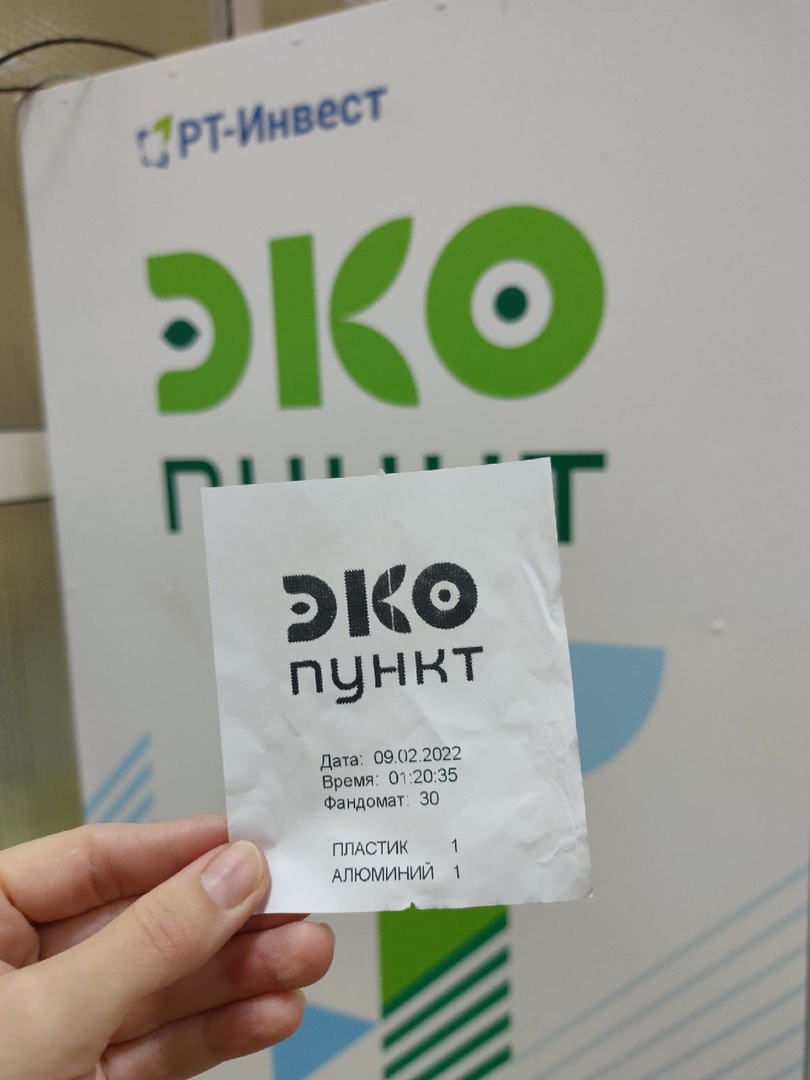 РТ-Инвест
ЭКО
ПУНКТ
ЭКО
ПУНКТ
Дата: 09.02.2022
Время: 01:20:35
Фандомат: 30
ПЛАСТИК 1
АЛЮМИНИЙ 1